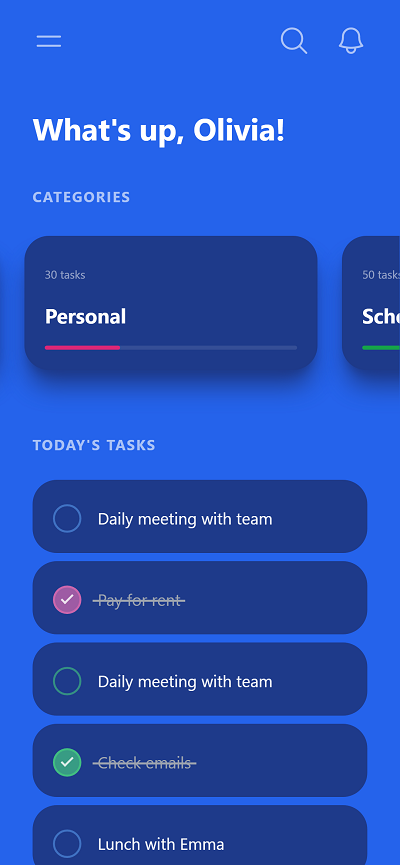 What's up, Olivia!
CATEGORIES
30 tasks
50 tasks
Personal
TODAY'S TASKS
Daily meeting with team
Pay for rent
Daily meeting with team
Check emails
Lunch with Emma